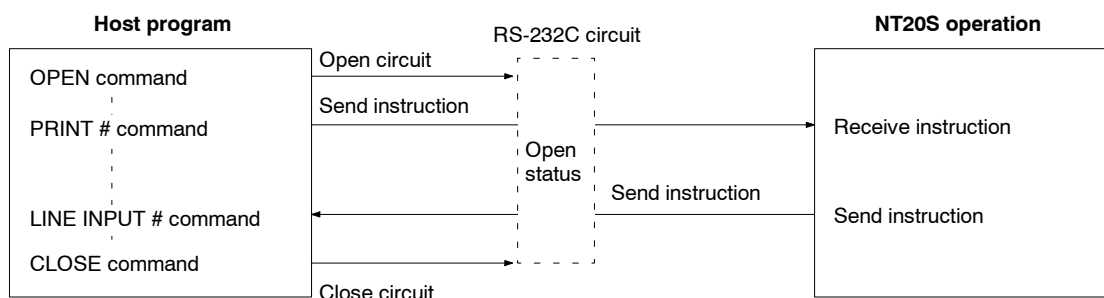 Host program
RS-232C circuit
NT20S operation
OPEN command
Open circuit
Send instruction
PRINT # command
Receive instruction
Open
status
Send instruction
LINE INPUT # command
Send instruction
CLOSE command
Close circuit